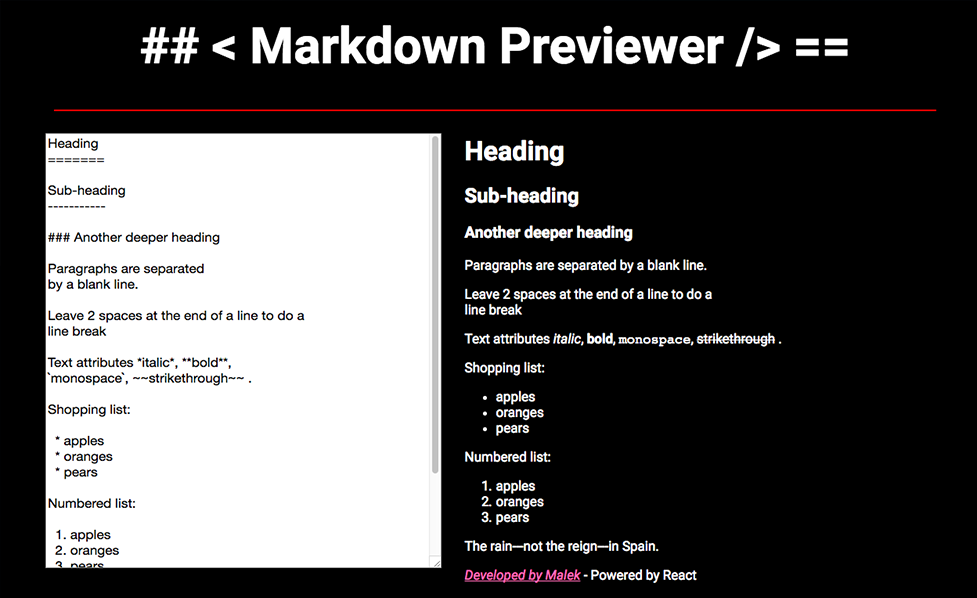 ## < Markdown Previewer /> ==
Heading
=======
Sub-heading
-----------
### Another deeper heading
Paragraphs are separated
by a blank line.
Leave 2 spaces at the end of a line to do a
line break
Text attributes *italic*, **bold**,
`monospace`, ~~strikethrough~~ .
Shopping list:
* apples
* oranges
* pears
Numbered list:
1. apples
2. oranges
3. pears
Heading
Sub-heading
Another deeper heading
Paragraphs are separated by a blank line.
Leave 2 spaces at the end of a line to do a
line break
Text attributes italic, bold, monospace, strikethrough .
Shopping list:
• apples
• oranges
• pears
Numbered list:
1. apples
2. oranges
3. pears
The rain—not the reign—in Spain.
Developed by Malek - Powered by React